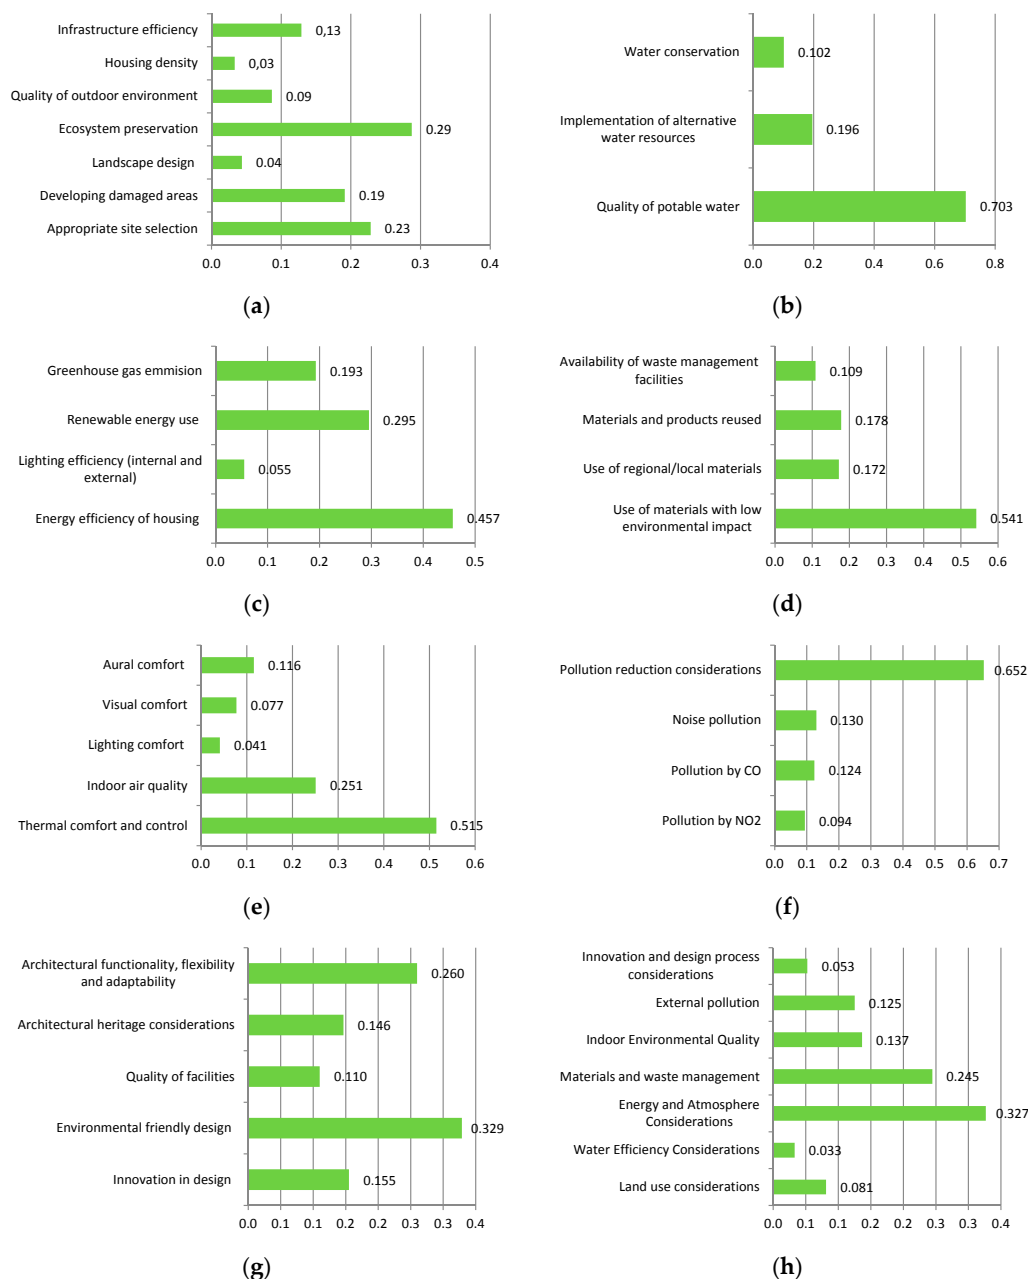 Infrastructure efficiency 0,13
Housing density 0,03
Quality of outdoor environment 0.09
Ecosystem preservation 0.29
Landscape design 0.04
Developing damaged areas 0.19
Appropriate site selection 0.23
0.0 0.1 0.2 0.3 0.4
(a)
Water conservation 0.102
Implementation of alternative
water resources 0.196
Quality of potable water 0.703
0.0 0.2 0.4 0.6 0.8
(b)
Greenhouse gas emmision 0.193
Renewable energy use 0.295
Lighting efficiency (internal and
external) 0.055
Energy efficiency of housing 0.457
0.0 0.1 0.2 0.3 0.4 0.5
(c)
Availability of waste management
facilities 0.109
Materials and products reused 0.178
Use of regional/local materials 0.172
Use of materials with low
environmental impact 0.541
0.0 0.1 0.2 0.3 0.4 0.5 0.6
(d)
Aural comfort 0.116
Visual comfort 0.077
Lighting comfort 0.041
Indoor air quality 0.251
Thermal comfort and control 0.515
0.0 0.1 0.2 0.3 0.4 0.5 0.6
(e)
Pollution reduction considerations 0.652
Noise pollution 0.130
Pollution by CO 0.124
Pollution by NO2 0.094
0.0 0.1 0.2 0.3 0.4 0.5 0.6 0.7
(f)
Architectural functionality, flexibility
and adaptability 0.260
Architectural heritage considerations 0.146
Quality of facilities 0.110
Environmental friendly design 0.329
Innovation in design 0.155
0.0 0.1 0.1 0.2 0.2 0.3 0.3 0.4
(g)
Innovation and design process
considerations 0.053
External pollution 0.125
Indoor Environmental Quality 0.137
Materials and waste management 0.245
Energy and Atmosphere
Considerations 0.327
Water Efficiency Considerations 0.033
Land use considerations 0.081
0.0 0.1 0.1 0.2 0.2 0.3 0.3 0.4
(h)